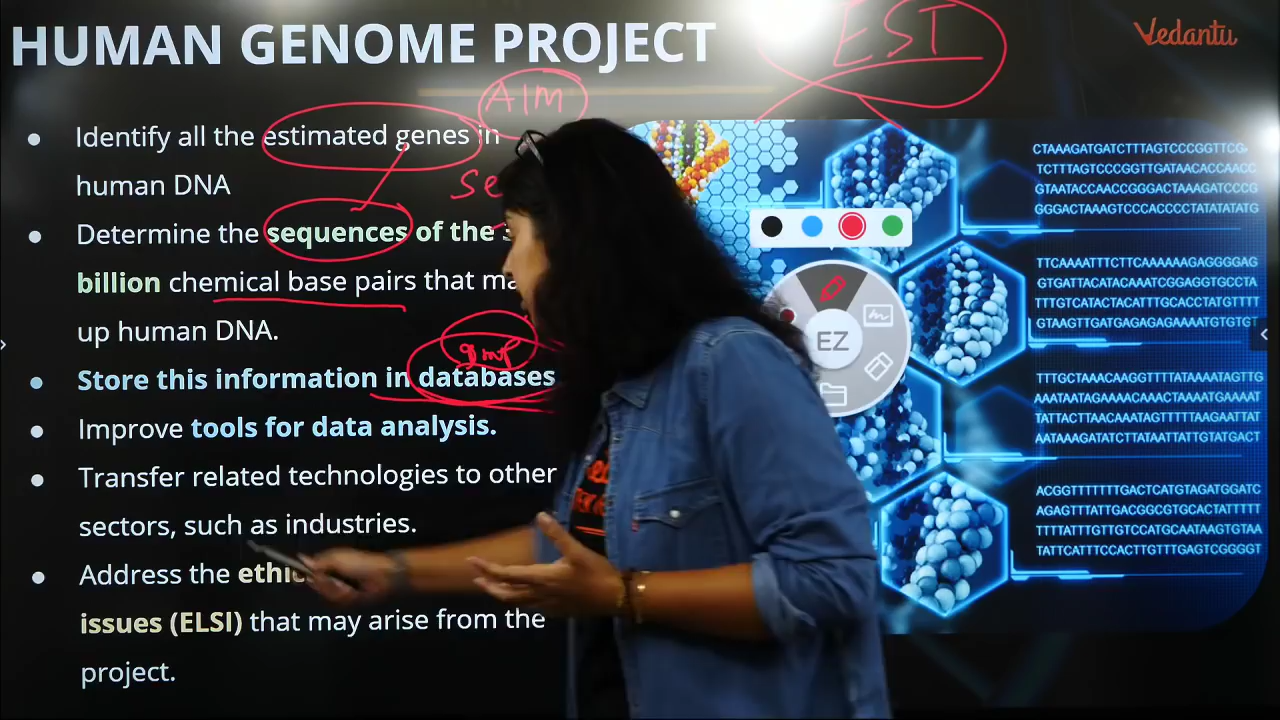 HUMAN GENOME PROJECT
EST
Vedantu
AIM
Identify all the estimated genes in
human DNA
Determine the sequences of the
billion chemical base pairs that
up human DNA.
Store this information in databases
Improve tools for data analysis.
Transfer related technologies to other
sectors, such as industries.
Address the
issues (ELSI) that may arise from the
project.
EZ
CTAAAGATGATCTTTAGTCCCGGTTCG
TCTTTAGTCCCGGTTGATAACACCAACC
GTAATACCAACCGGGACTAAAGATCCCG
GGGACTAAAGTCCCACCCCTATATATATG
TTCAAAATTTCTTCAAAAAAGAGGGGAG
GTGATTACATACAAATCGGAGGTGCCTA
TTTGTCATACTACATTTGCACCTATGTTTT
GTAAGTTGATGAGAGAGAAAATGTGTGT
TTTGCTAAACAAGGTTTTATAAAATAGTTG
AAATAATAGAAAACAAACTAAAATGAAAAT
TATTACTTAACAAATAGTTTTTAAGAATTAT
AATAAAGATATCTTATAATTATTGTATGACT
ACGGTTTTTTTGACTCATGTAGATGGATC
AGAGTTTATTGACGGCGTGCACTATTTTT
TTTTATTTGTTGTCCATGCAATAAGTGTAA
TATTCATTTCCACTTGTTTGAGTCGGGGT